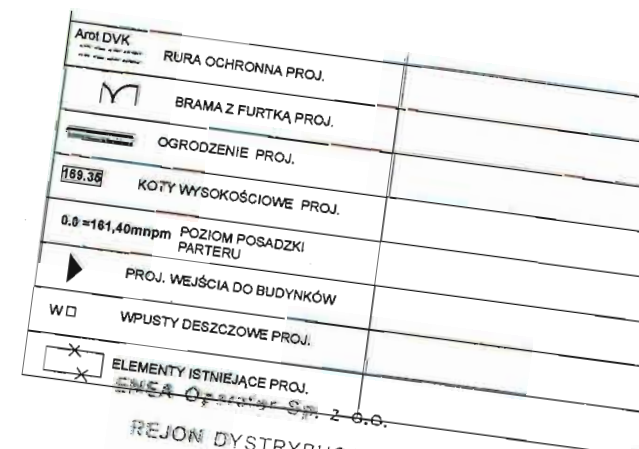 Arot DVK
RURA OCHRONNA PROJ.
BRAMA Z FURTKĄ PROJ.
OGRODZENIE PROJ.
169.35
KOTY WYSOKOŚCIOWE PROJ.
0.0 =161,40mnpm POZIOM POSADZKI
PARTERU
PROJ. WEJŚCIA DO BUDYNKÓW
W
WPUSTY DESZCZOWE PROJ.
ELEMENTY ISTNIEJĄCE PROJ.
Operator Sp. z o.o.
REJON